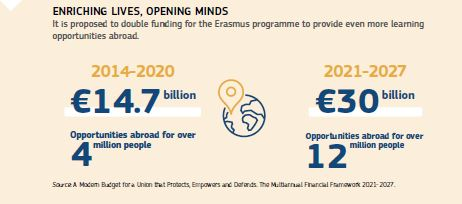 ENRICHING LIVES, OPENING MINDS
It is proposed to double funding for the Erasmus programme to provide even more learning
opportunities abroad.
2014-2020
€14.7 billion
Opportunities abroad for over
4 million people
2021-2027
€30 billion
Opportunities abroad for over
12 million people
Source A Modern Budget for a Union that Protects, Empowers and Defends. The Multiannual Financial Framework 2021-2027.